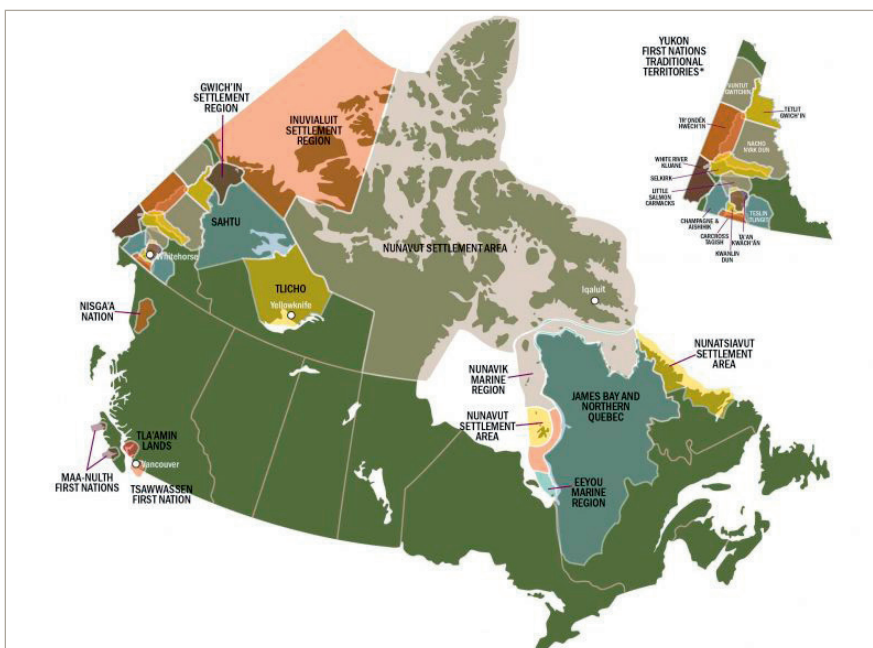 YUKON
FIRST NATIONS
TRADITIONAL
TERRITORIES*
VUNTUT
GWITCHIN
TETLIT
GWICH'IN
TR'ONDËK
HWËCH'IN
NACHO
NYAK DUN
WHITE RIVER
KLUANE
SELKIRK
LITTLE
SALMON
CARMACKS
CHAMPAGNE &
AISHIHIK
TESLIN
TLINGIT
CARCROSS
TAGISH
TA'AN
KWÄCH'ÄN
KWANLIN
DUN
GWICH'IN
SETTLEMENT
REGION
INUVIALUIT
SETTLEMENT
REGION
SAHTU
NUNAVUT SETTLEMENT AREA
Whitehorse
TLICHO
Yellowknife
Iqaluit
NISGA'A
NATION
NUNATSIAVUT
SETTLEMENT
AREA
NUNAVIK
MARINE
REGION
JAMES BAY AND
NORTHERN
QUEBEC
NUNAVUT
SETTLEMENT
AREA
TLA'AMIN
LANDS
Vancouver
MAA-NULTH
FIRST NATIONS
TSAWWASSEN
FIRST NATION
EEYOU
MARINE
REGION